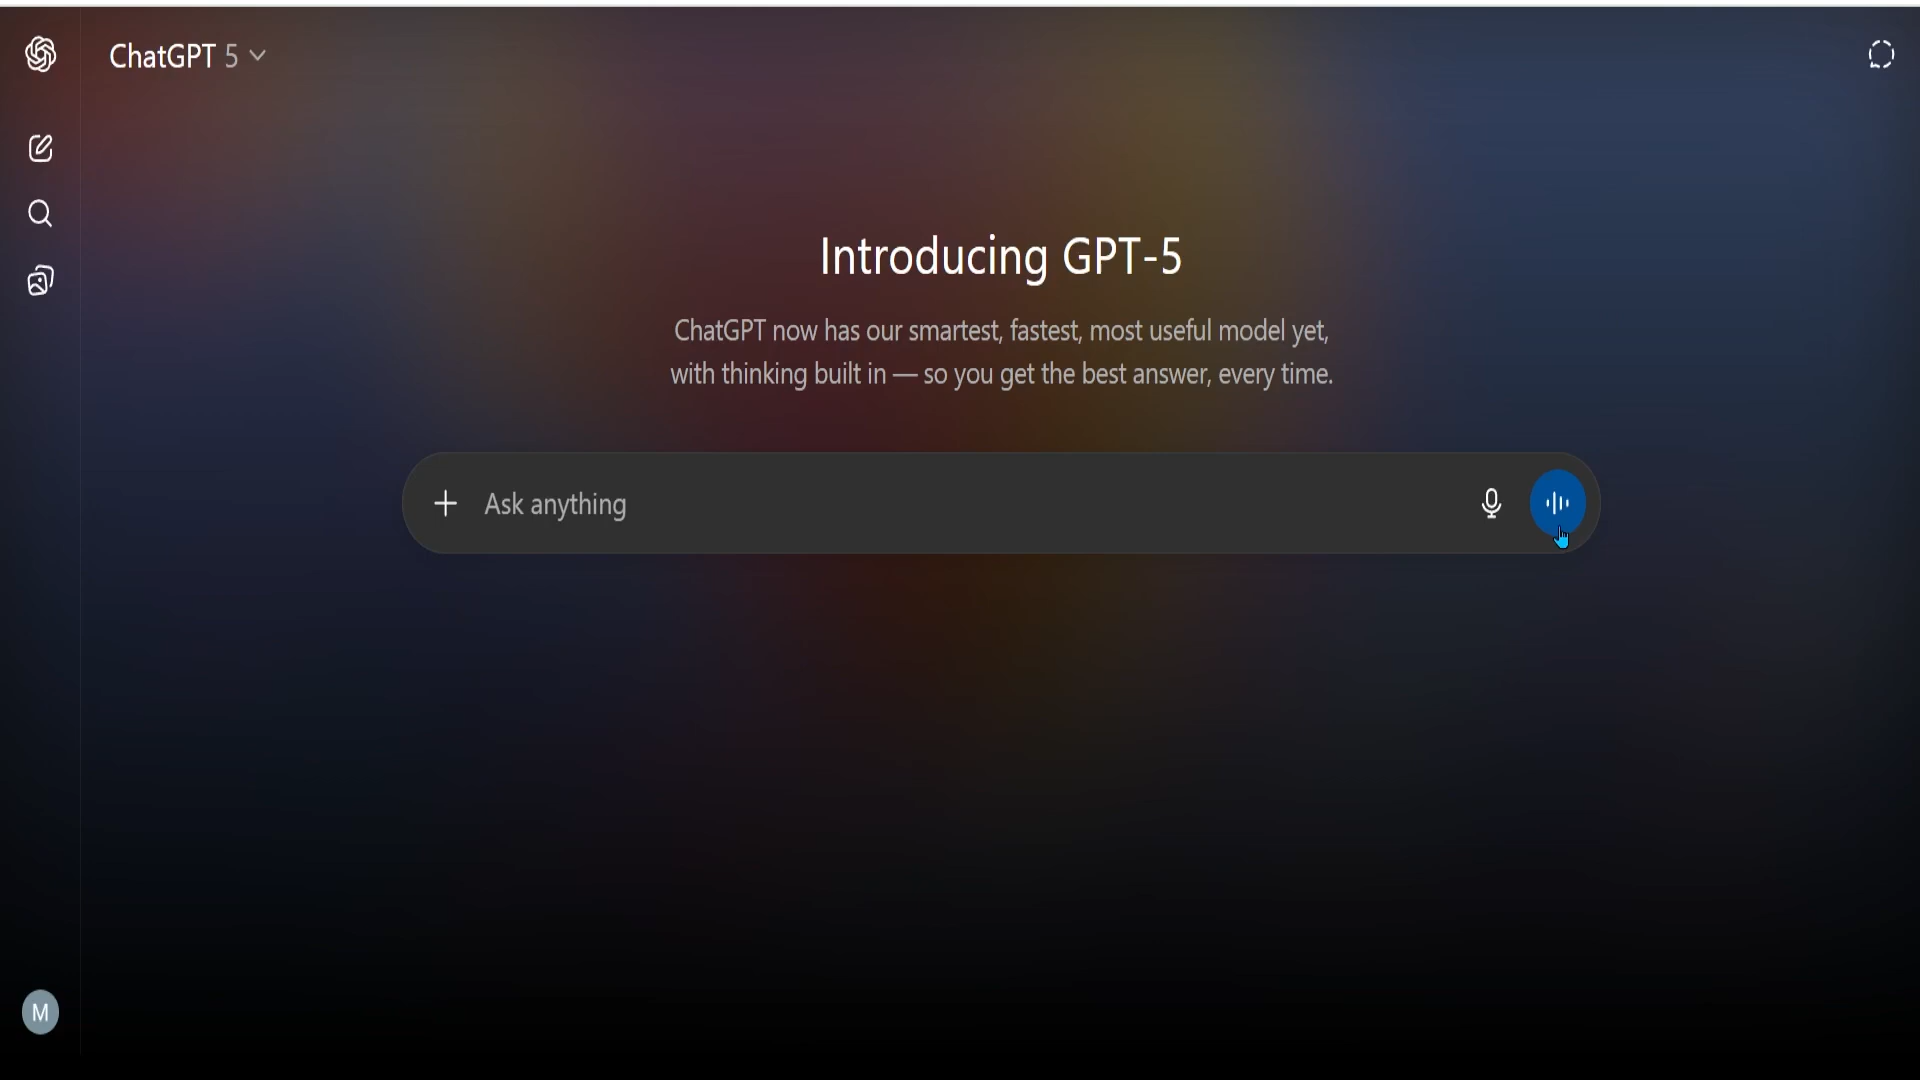 ChatGPT 5
Introducing GPT-5
ChatGPT now has our smartest, fastest, most useful model yet,
with thinking built in — so you get the best answer, every time.
Ask anything
M